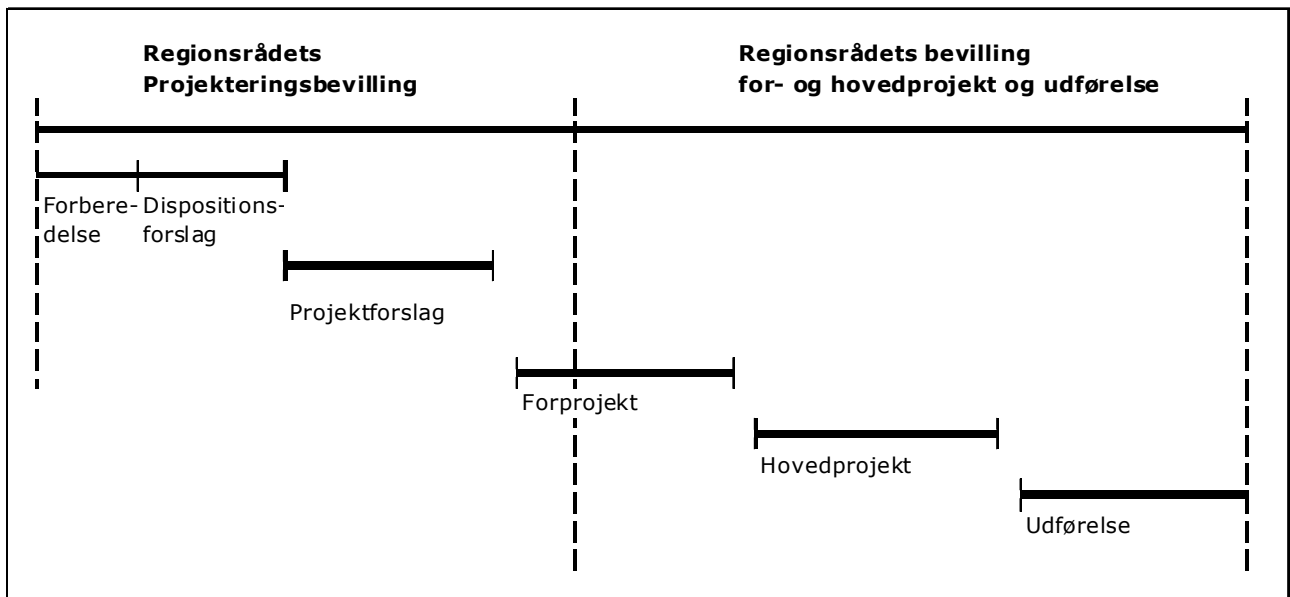 Regionsrådets
Projekteringsbevilling
Regionsrådets bevilling
for- og hovedprojekt og udførelse
Forbere-
delse
Dispositions-
forslag
Projektforslag
Forprojekt
Hovedprojekt
Udførelse